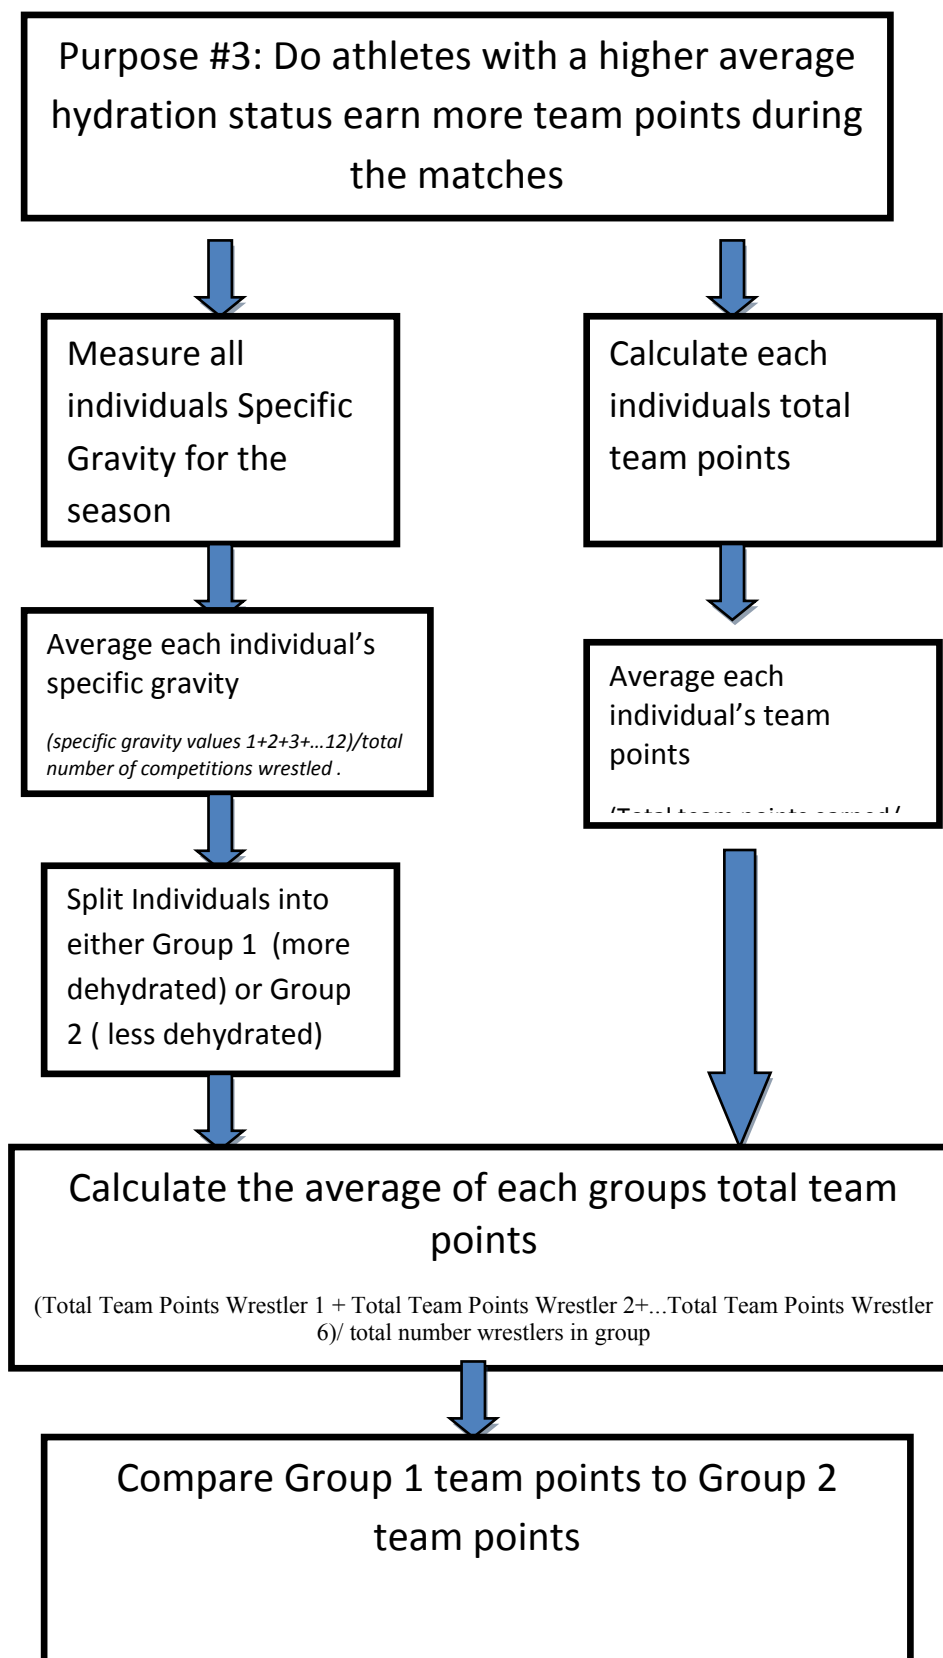 Purpose #3: Do athletes with a higher average
hydration status earn more team points during
the matches
Measure all
individuals Specific
Gravity for the
season
Calculate each
individuals total
team points
Average each individual’s
specific gravity
(specific gravity values 1+2+3+...12)/total
number of competitions wrestled .
Average each
individual’s team
points
(Total team points earned/
Split Individuals into
either Group 1  (more
dehydrated) or Group
2 ( less dehydrated)
Calculate the average of each groups total team
points
(Total Team Points Wrestler 1 + Total Team Points Wrestler 2+...Total Team Points Wrestler
6)/ total number wrestlers in group
Compare Group 1 team points to Group 2
team points